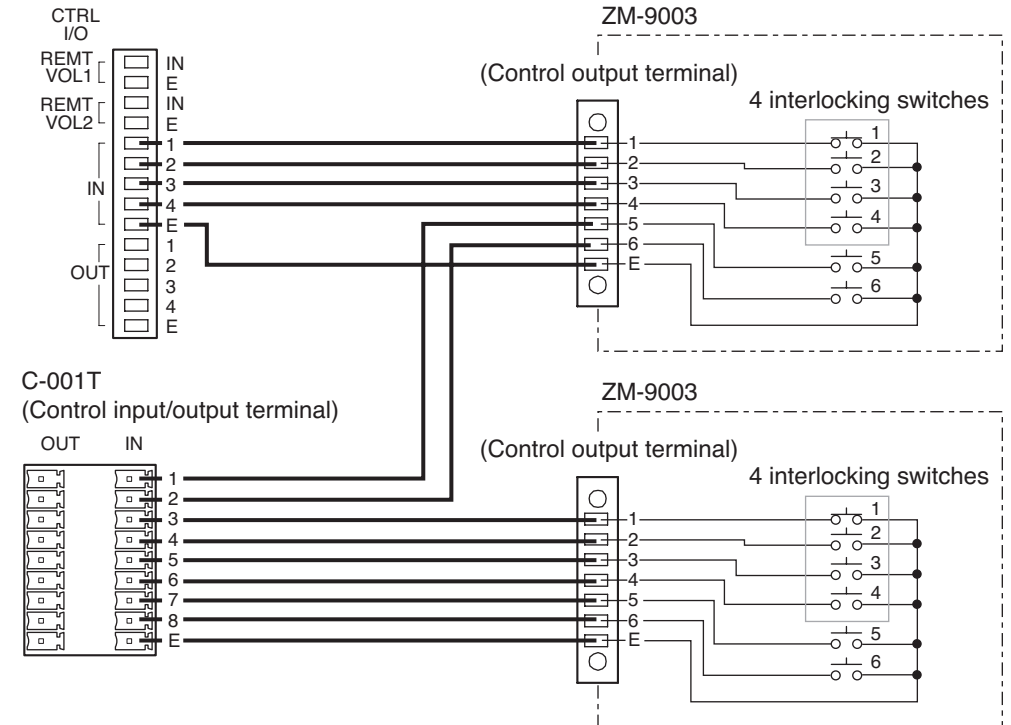 CTRL
I/O
ZM-9003
REMT
VOL1
IN
E
REMT
VOL2
IN
E
IN
1
2
3
4
E
OUT
1
2
3
4
E
(Control output terminal)
4 interlocking switches
1
2
3
4
5
6
E
1
2
3
4
5
6
C-001T
(Control input/output terminal)
OUT IN
1
2
3
4
5
6
7
8
E
ZM-9003
(Control output terminal)
4 interlocking switches
1
2
3
4
5
6
E
1
2
3
4
5
6